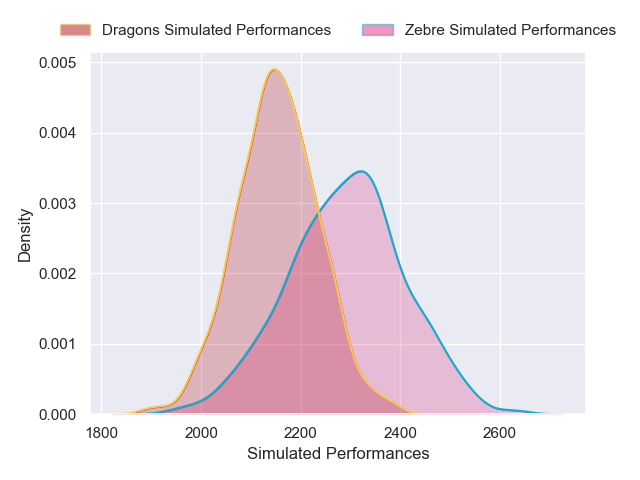 Dragons Simulated Performances Zebre Simulated Performances
0.005
0.004
0.003
0.002
0.001
0.000
Density
1800 2000 2200 2400 2600
Simulated Performances